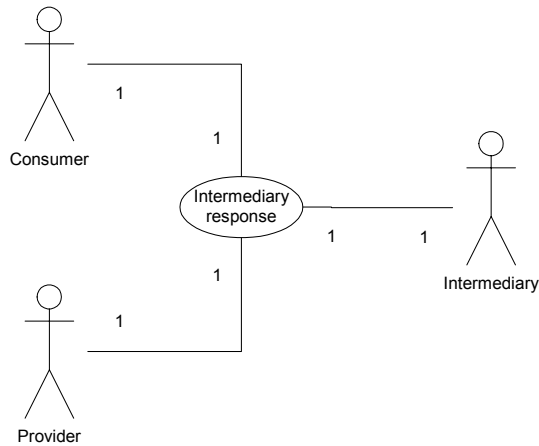 1
Consumer
1
Intermediary
response
1
1
Intermediary
1
1
Provider